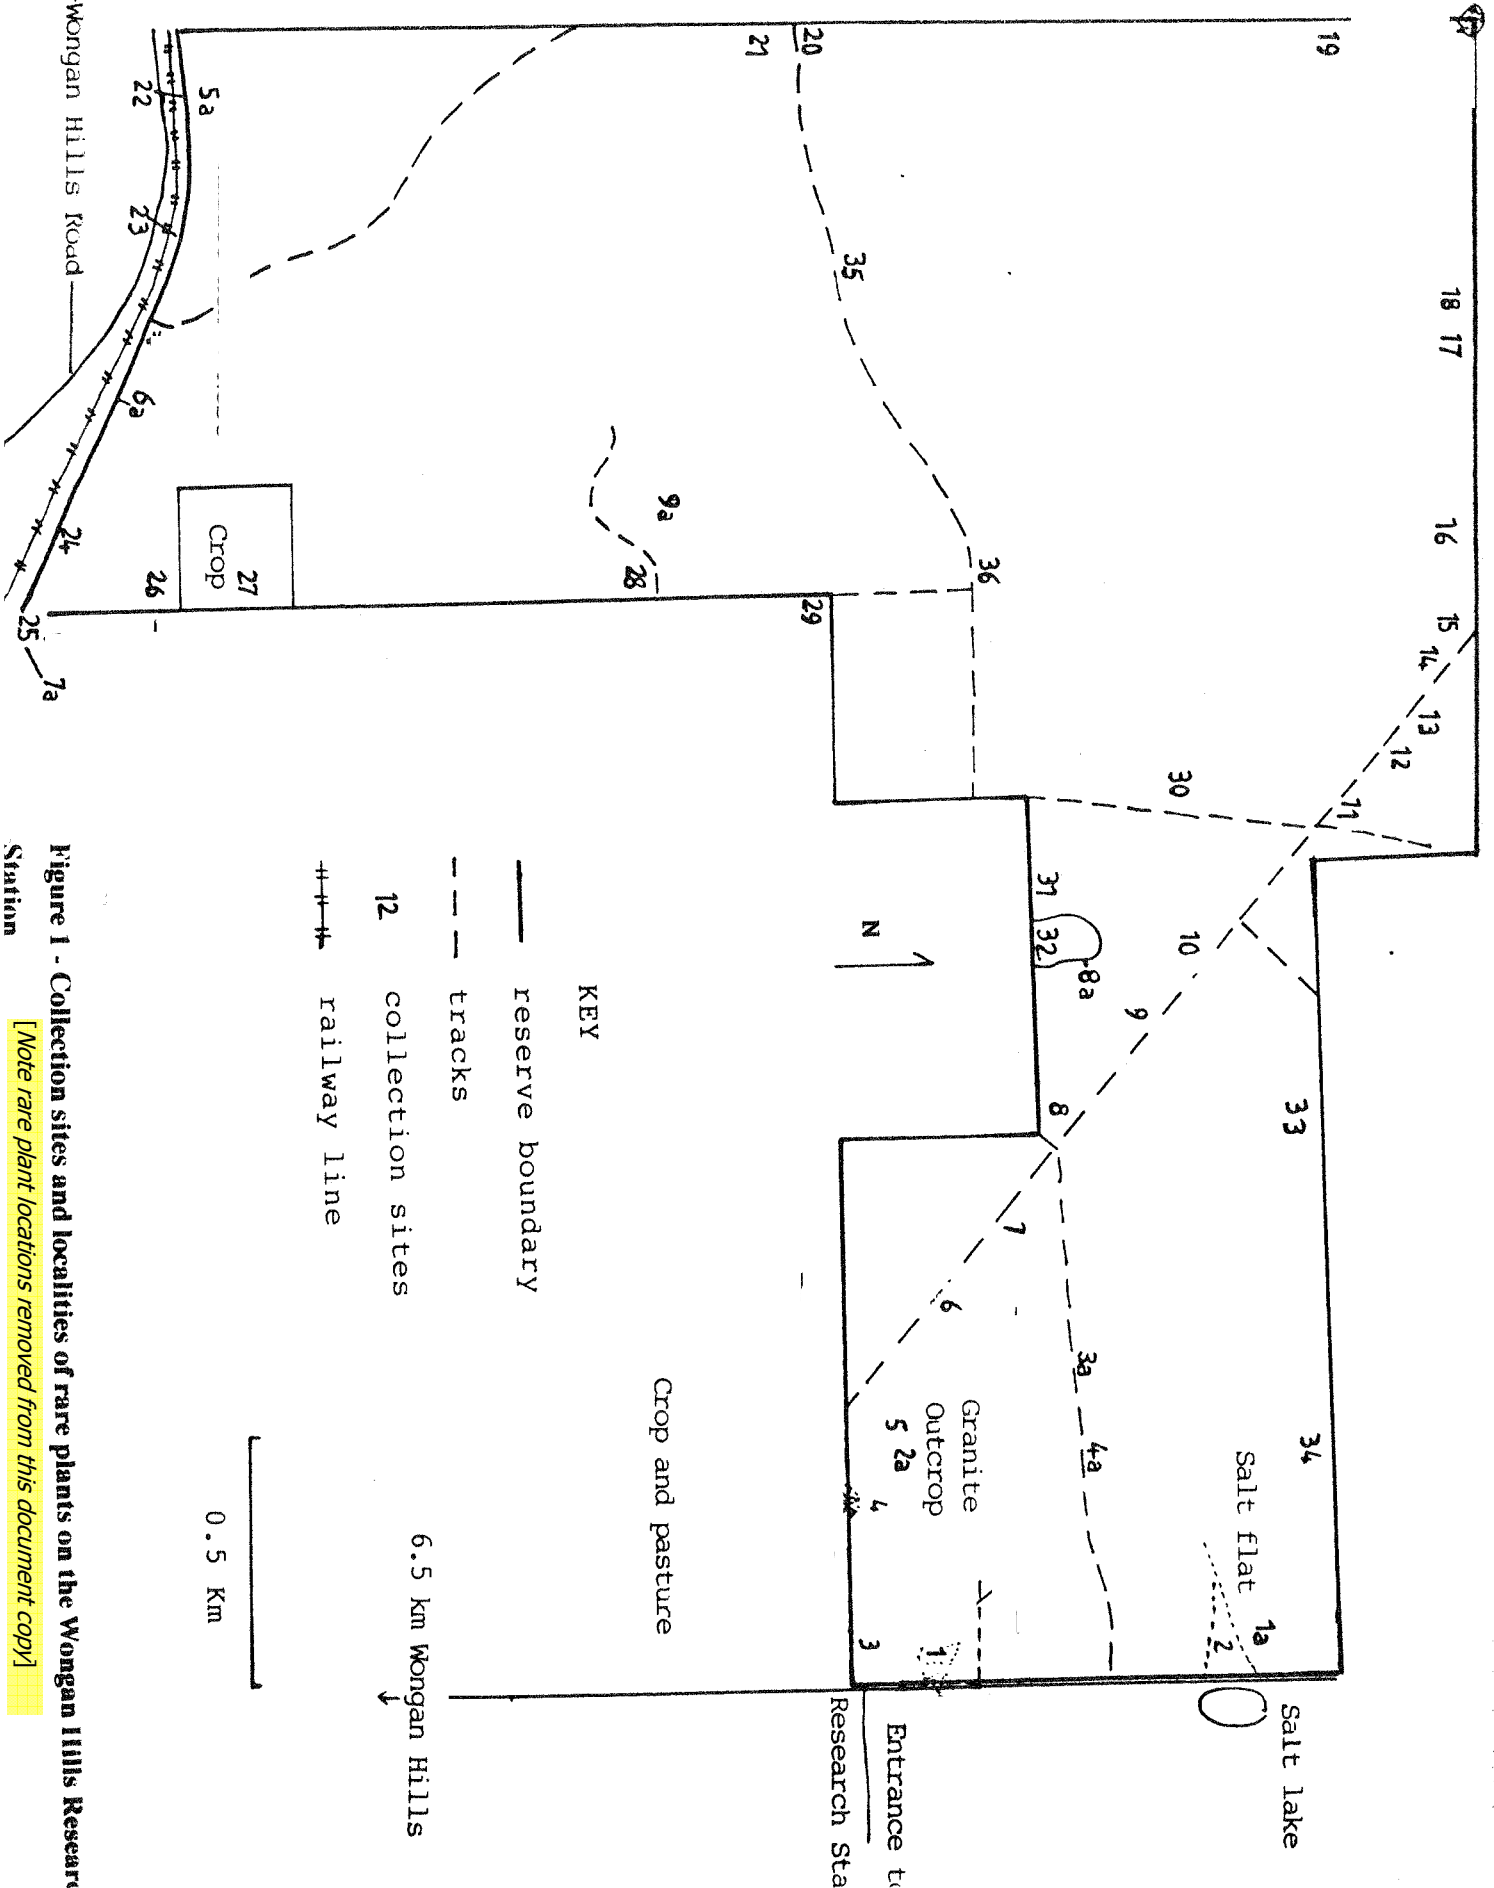 19
20
21
18 17
16
15
14
13
12
11
30
10
9
8
7
6
35
36
33
34
31
32
8a
3a
4a
Salt flat
1a
2
Salt lake
Granite
Outcrop
5 2a
4
3
1
Entrance
Research Sta
29
28
9a
27
Crop
26
5a
22
23
6a
24
25
7a
Wongan Hills Road
N
Crop and pasture
6.5 km Wongan Hills
KEY
reserve boundary
tracks
12 collection sites
railway line
0.5 Km
Figure 1 - Collection sites and localities of rare plants on the Wongan Hills
Station
[Note rare plant locations removed from this document copy]